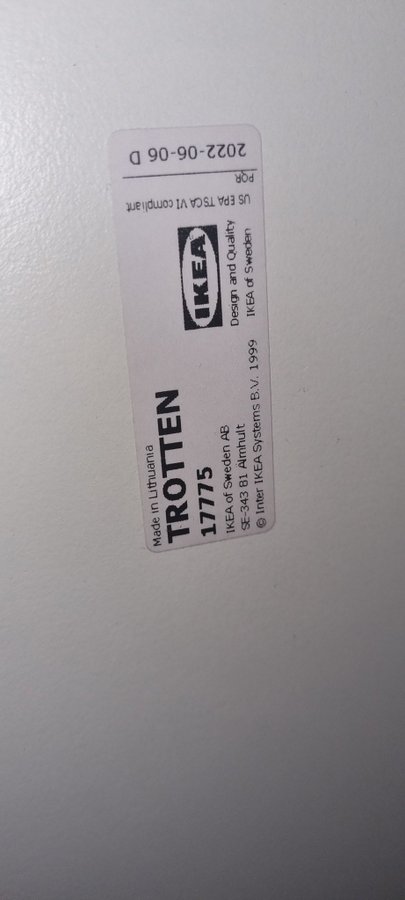 Made in Lithuania
TROTTEN
17775
IKEA of Sweden AB
SE-343 81 Älmhult
© Inter IKEA Systems B.V. 1999
IKEA
Design and Quality
IKEA of Sweden
US EPA TSCA VI compliant
PQR
2022-06-06 D